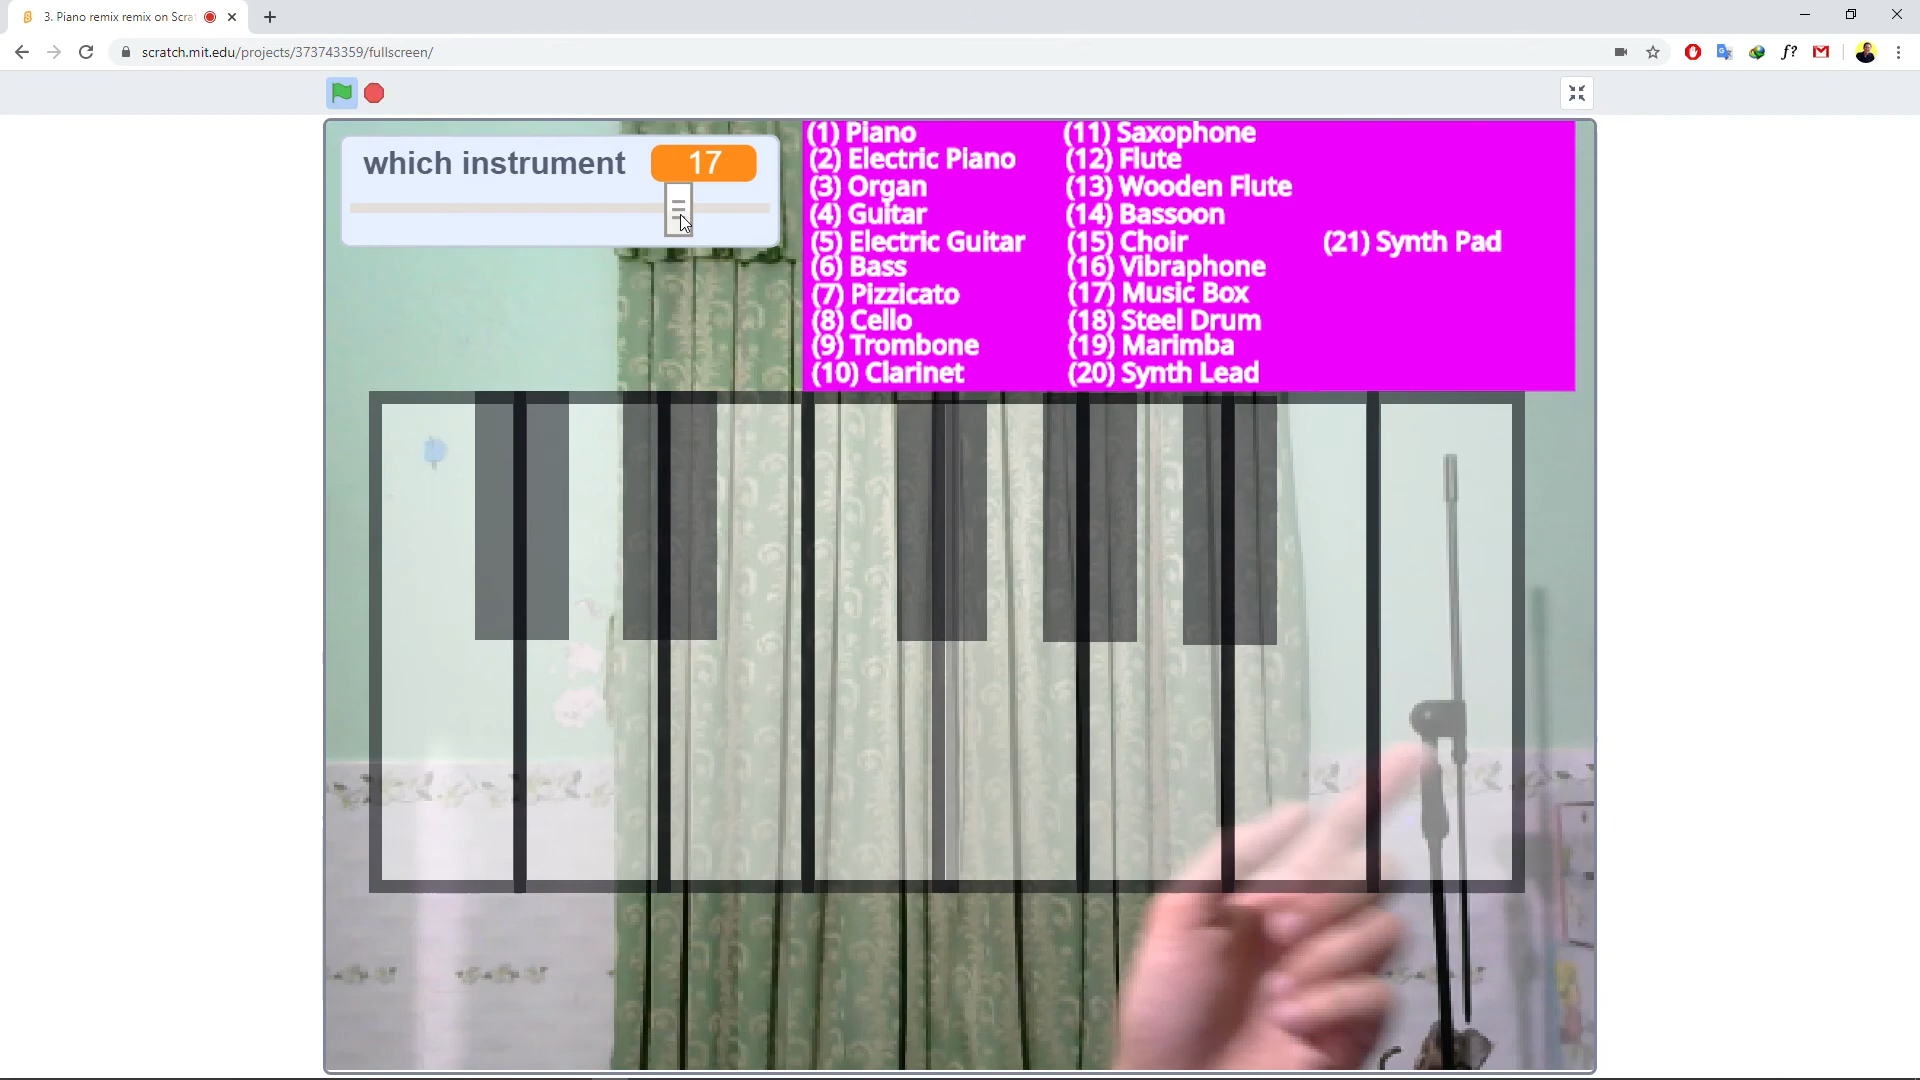 3. Piano remix remix on Scra
scratch.mit.edu/projects/373743359/fullscreen/
f?
which instrument 17
(1) Piano
(2) Electric Piano
(3) Organ
(4) Guitar
(5) Electric Guitar
(6) Bass
(7) Pizzicato
(8) Cello
(9) Trombone
(10) Clarinet
(11) Saxophone
(12) Flute
(13) Wooden Flute
(14) Bassoon
(15) Choir
(16) Vibraphone
(17) Music Box
(18) Steel Drum
(19) Marimba
(20) Synth Lead
(21) Synth Pad